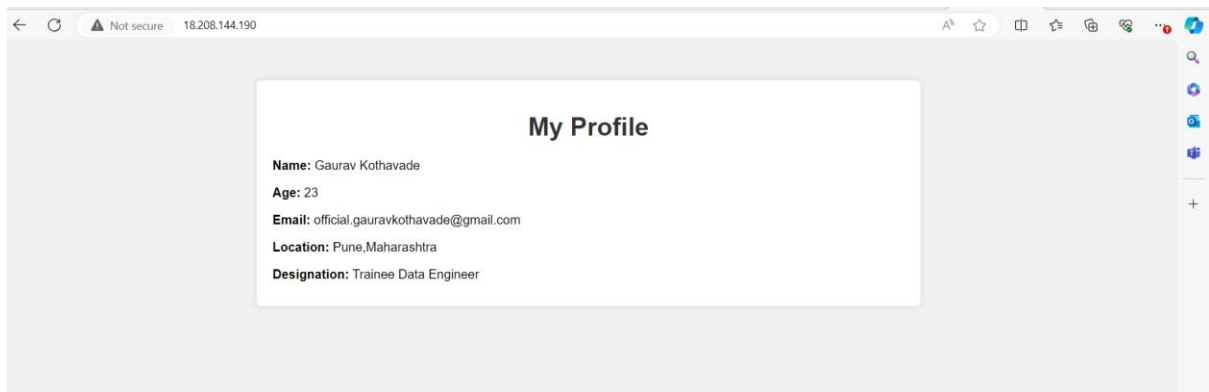 Not secure 18.208.144.190
My Profile
Name: Gaurav Kothavade
Age: 23
Email: official.gauravkothavade@gmail.com
Location: Pune,Maharashtra
Designation: Trainee Data Engineer